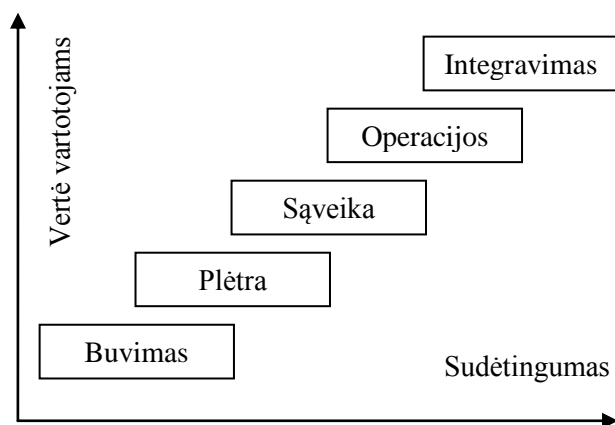 Vertė vartotojams
Integravimas
Operacijos
Sąveika
Plėtra
Buvimas
Sudėtingumas